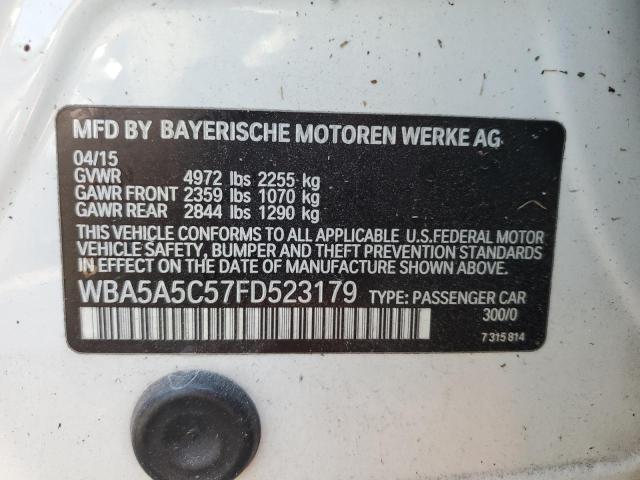 MFD BY BAYERISCHE MOTOREN WERKE AG
04/15
GVWR 4972 lbs 2255 kg
GAWR FRONT 2359 lbs 1070 kg
GAWR REAR 2844 lbs 1290 kg
THIS VEHICLE CONFORMS TO ALL APPLICABLE U.S.FEDERAL MOTOR
VEHICLE SAFETY, BUMPER AND THEFT PREVENTION STANDARDS
IN EFFECT ON THE DATE OF MANUFACTURE SHOWN ABOVE.
WBA5A5C57FD523179 TYPE: PASSENGER CAR
300/0
7 315 814